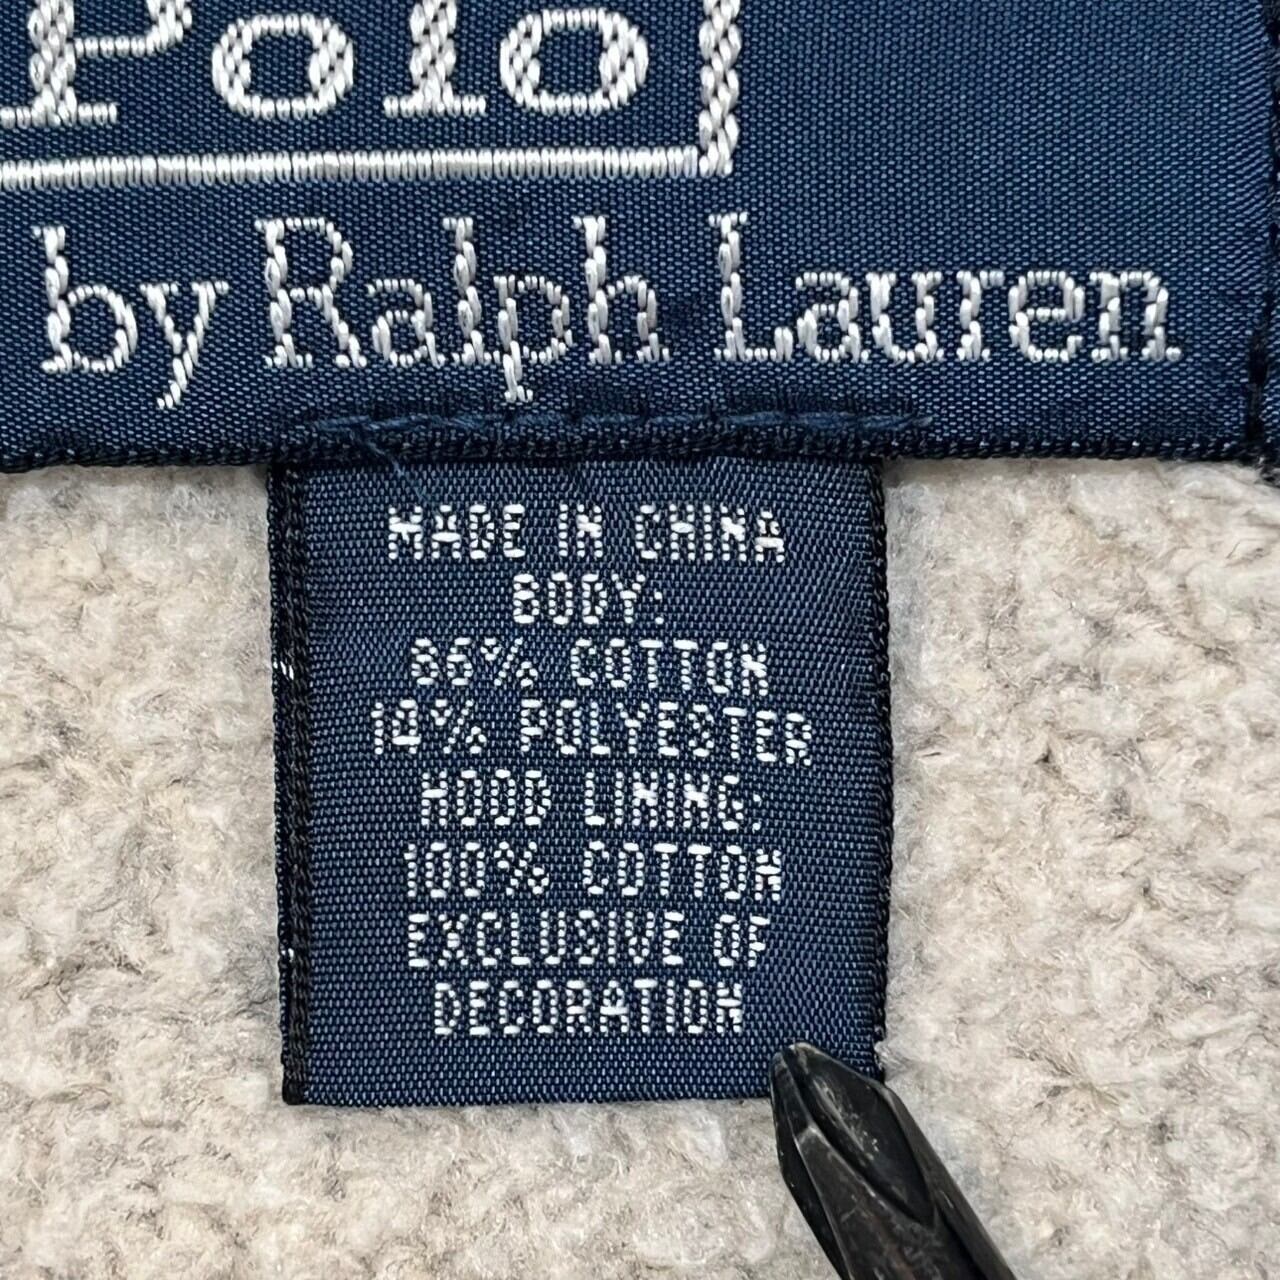 Polo
by Ralph Lauren
MADE IN CHINA
BODY:
86% COTTON
14% POLYESTER
HOOD LINING:
100% COTTON
EXCLUSIVE OF
DECORATION